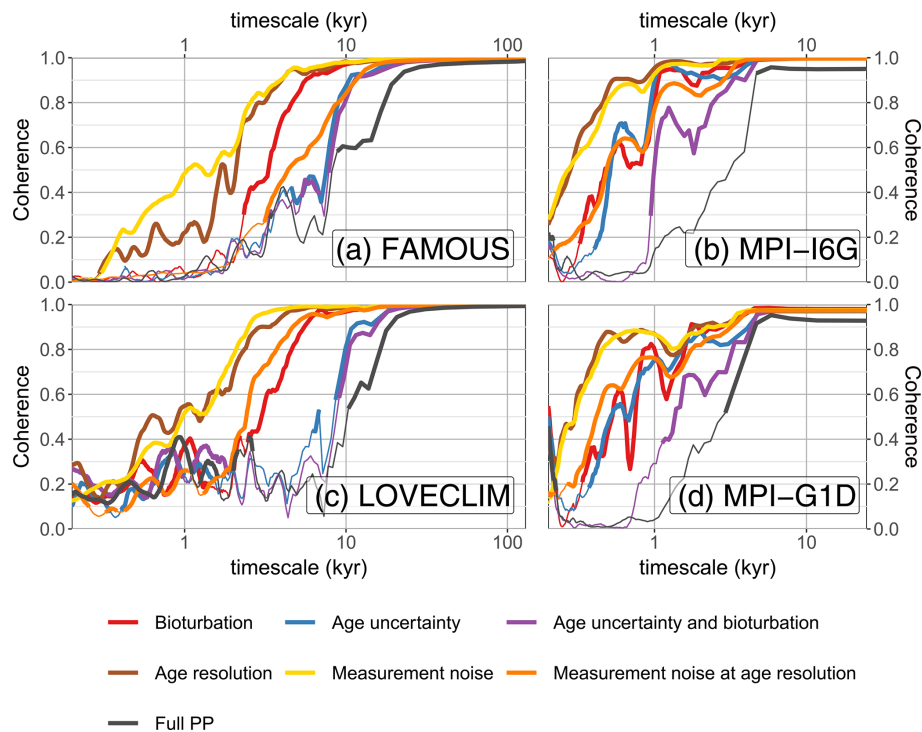 timescale (kyr)
timescale (kyr)
1
10
100
1
10
1.0
0.8
0.6
0.4
0.2
0.0
Coherence
(a) FAMOUS
(b) MPI−I6G
1.0
0.8
0.6
0.4
0.2
0.0
Coherence
1.0
0.8
0.6
0.4
0.2
0.0
Coherence
(c) LOVECLIM
(d) MPI−G1D
1.0
0.8
0.6
0.4
0.2
0.0
Coherence
1
10
100
1
10
timescale (kyr)
timescale (kyr)
Bioturbation
Age uncertainty
Age uncertainty and bioturbation
Age resolution
Measurement noise
Measurement noise at age resolution
Full PP